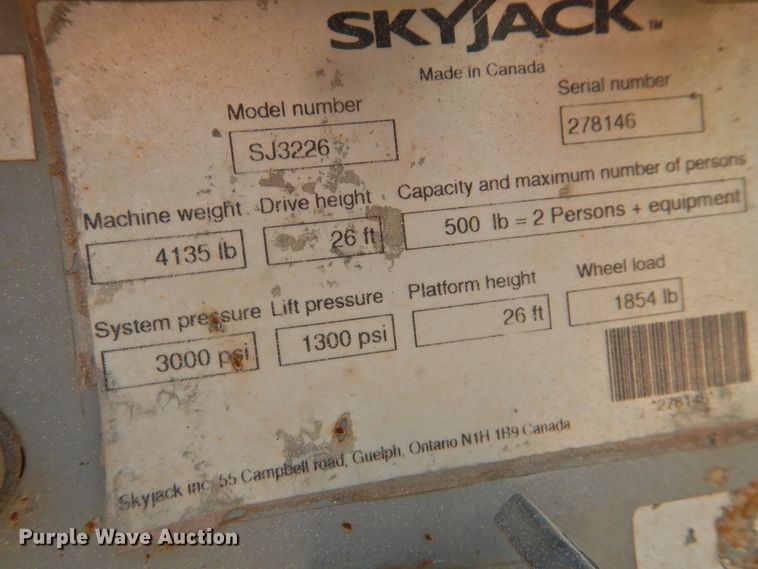 SKYJACK™
Made in Canada
Model number
Serial number
SJ3226
278146
Machine weight Drive height Capacity and maximum number of persons
4135 lb 26 ft 500 lb = 2 Persons + equipment
System pressure Lift pressure Platform height Wheel load
3000 psi 1300 psi 26 ft 1854 lb
*278146*
Skyjack inc. 55 Campbell road, Guelph, Ontario N1H 1B9 Canada
Purple Wave Auction